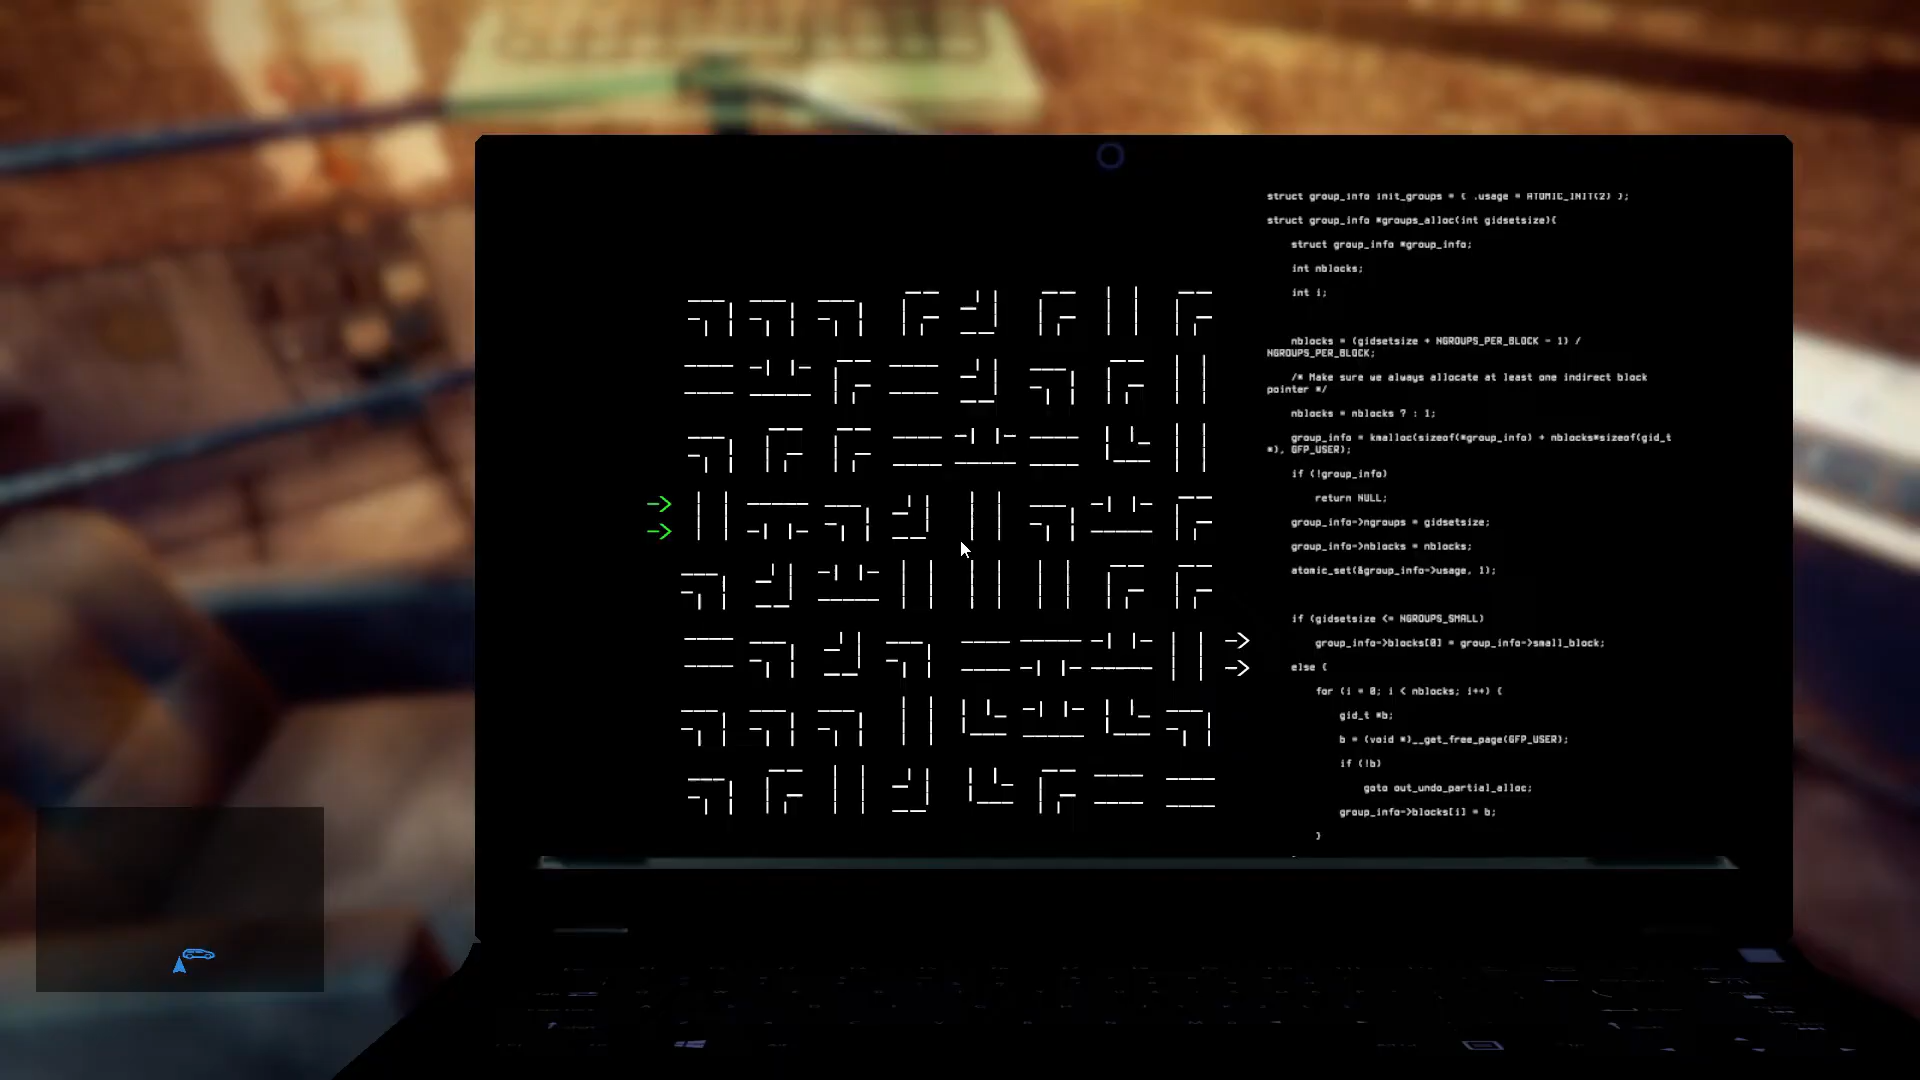 struct group_info init_groups = { .usage = ATOMIC_INIT(2) };
struct group_info *groups_alloc(int gidsetsize){
struct group_info *group_info;
int nblocks;
int i;
nblocks = (gidsetsize + NGROUPS_PER_BLOCK - 1) /
NGROUPS_PER_BLOCK;
/* Make sure we always allocate at least one indirect block
pointer */
nblocks = nblocks ? : 1;
group_info = kmalloc(sizeof(*group_info) + nblocks*sizeof(gid_t
*), GFP_USER);
if (!group_info)
return NULL;
group_info->ngroups = gidsetsize;
group_info->nblocks = nblocks;
atomic_set(&group_info->usage, 1);
if (gidsetsize <= NGROUPS_SMALL)
group_info->blocks[0] = group_info->small_block;
else {
for (i = 0; i < nblocks; i++) {
gid_t *b;
b = (void *)__get_free_page(GFP_USER);
if (!b)
goto out_undo_partial_alloc;
group_info->blocks[i] = b;
}